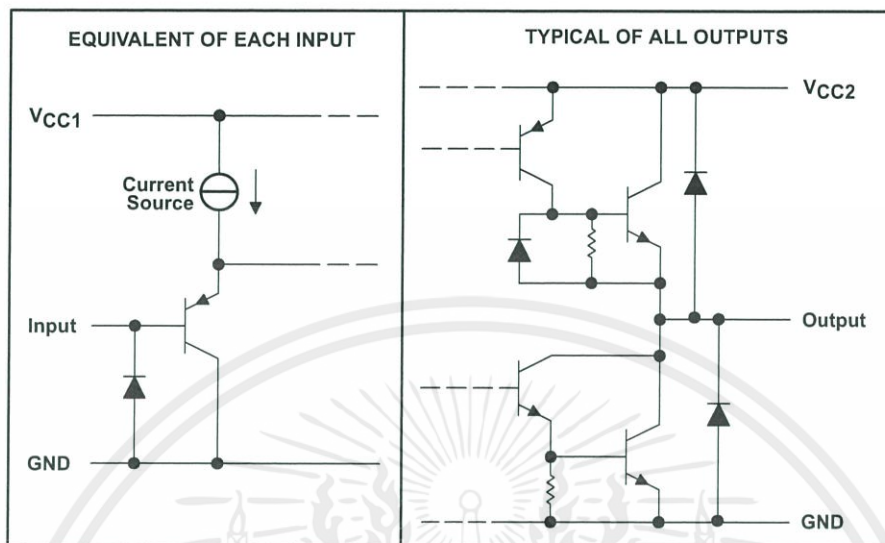 EQUIVALENT OF EACH INPUT
VCC1
Current
Source
Input
GND
TYPICAL OF ALL OUTPUTS
VCC2
Output
GND